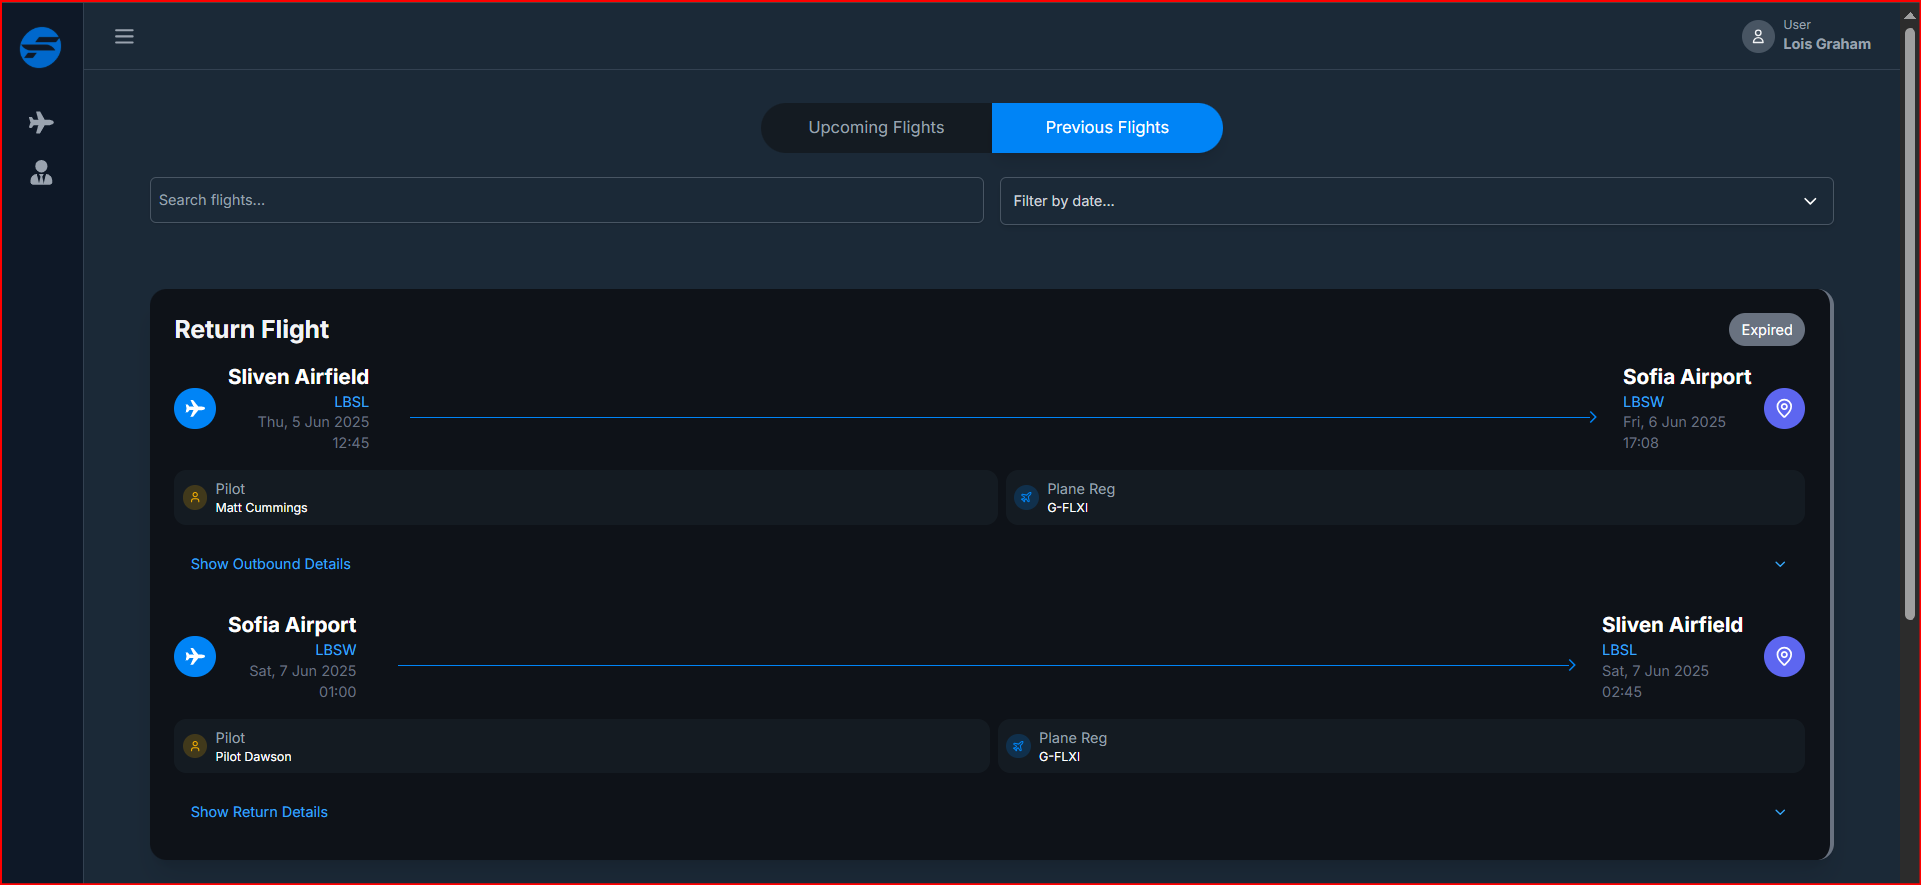 User
Lois Graham
Upcoming Flights
Previous Flights
Search flights...
Filter by date...
Return Flight
Expired
Sliven Airfield
LBSL
Thu, 5 Jun 2025
12:45
Sofia Airport
LBSW
Fri, 6 Jun 2025
17:08
Pilot
Matt Cummings
Plane Reg
G-FLXI
Show Outbound Details
Sofia Airport
LBSW
Sat, 7 Jun 2025
01:00
Sliven Airfield
LBSL
Sat, 7 Jun 2025
02:45
Pilot
Pilot Dawson
Plane Reg
G-FLXI
Show Return Details